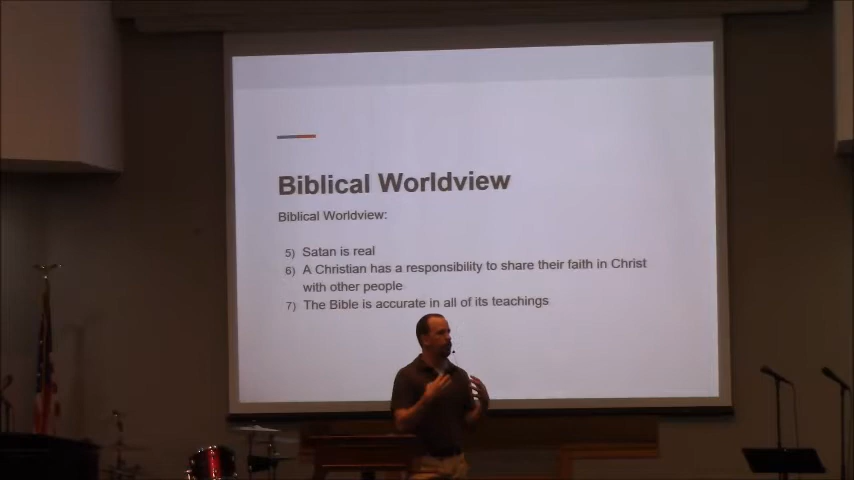 Biblical Worldview
Biblical Worldview:
5) Satan is real
6) A Christian has a responsibility to share their faith in Christ
with other people
7) The Bible is accurate in all of its teachings